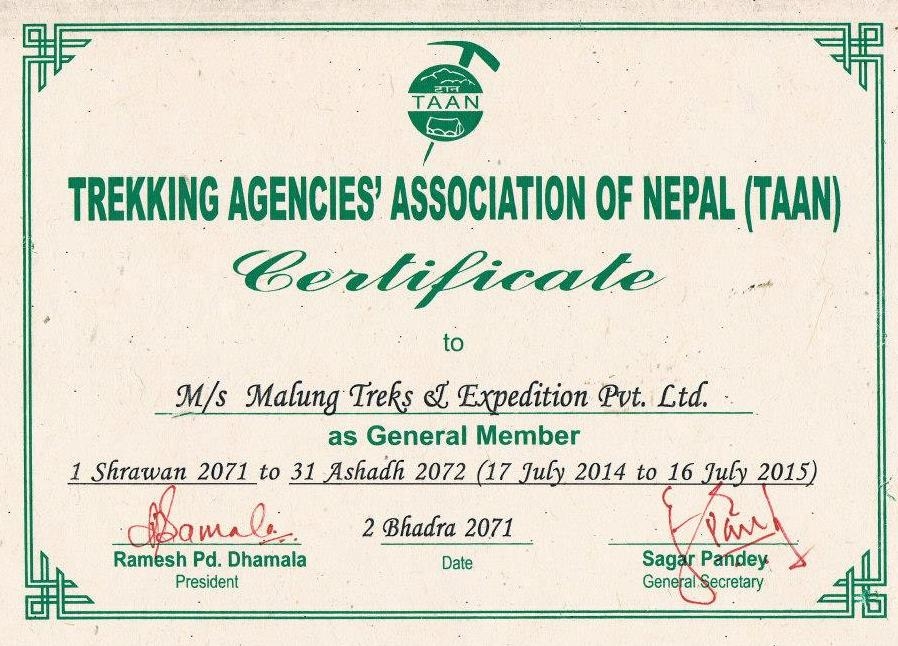 टान
TAAN
TREKKING AGENCIES' ASSOCIATION OF NEPAL (TAAN)
Certificate
to
M/s Malung Treks & Expedition Pvt. Ltd.
as General Member
1 Shrawan 2071 to 31 Ashadh 2072 (17 July 2014 to 16 July 2015)
2 Bhadra 2071
Ramesh Pd. Dhamala
President
Date
Sagar Pandey
General Secretary